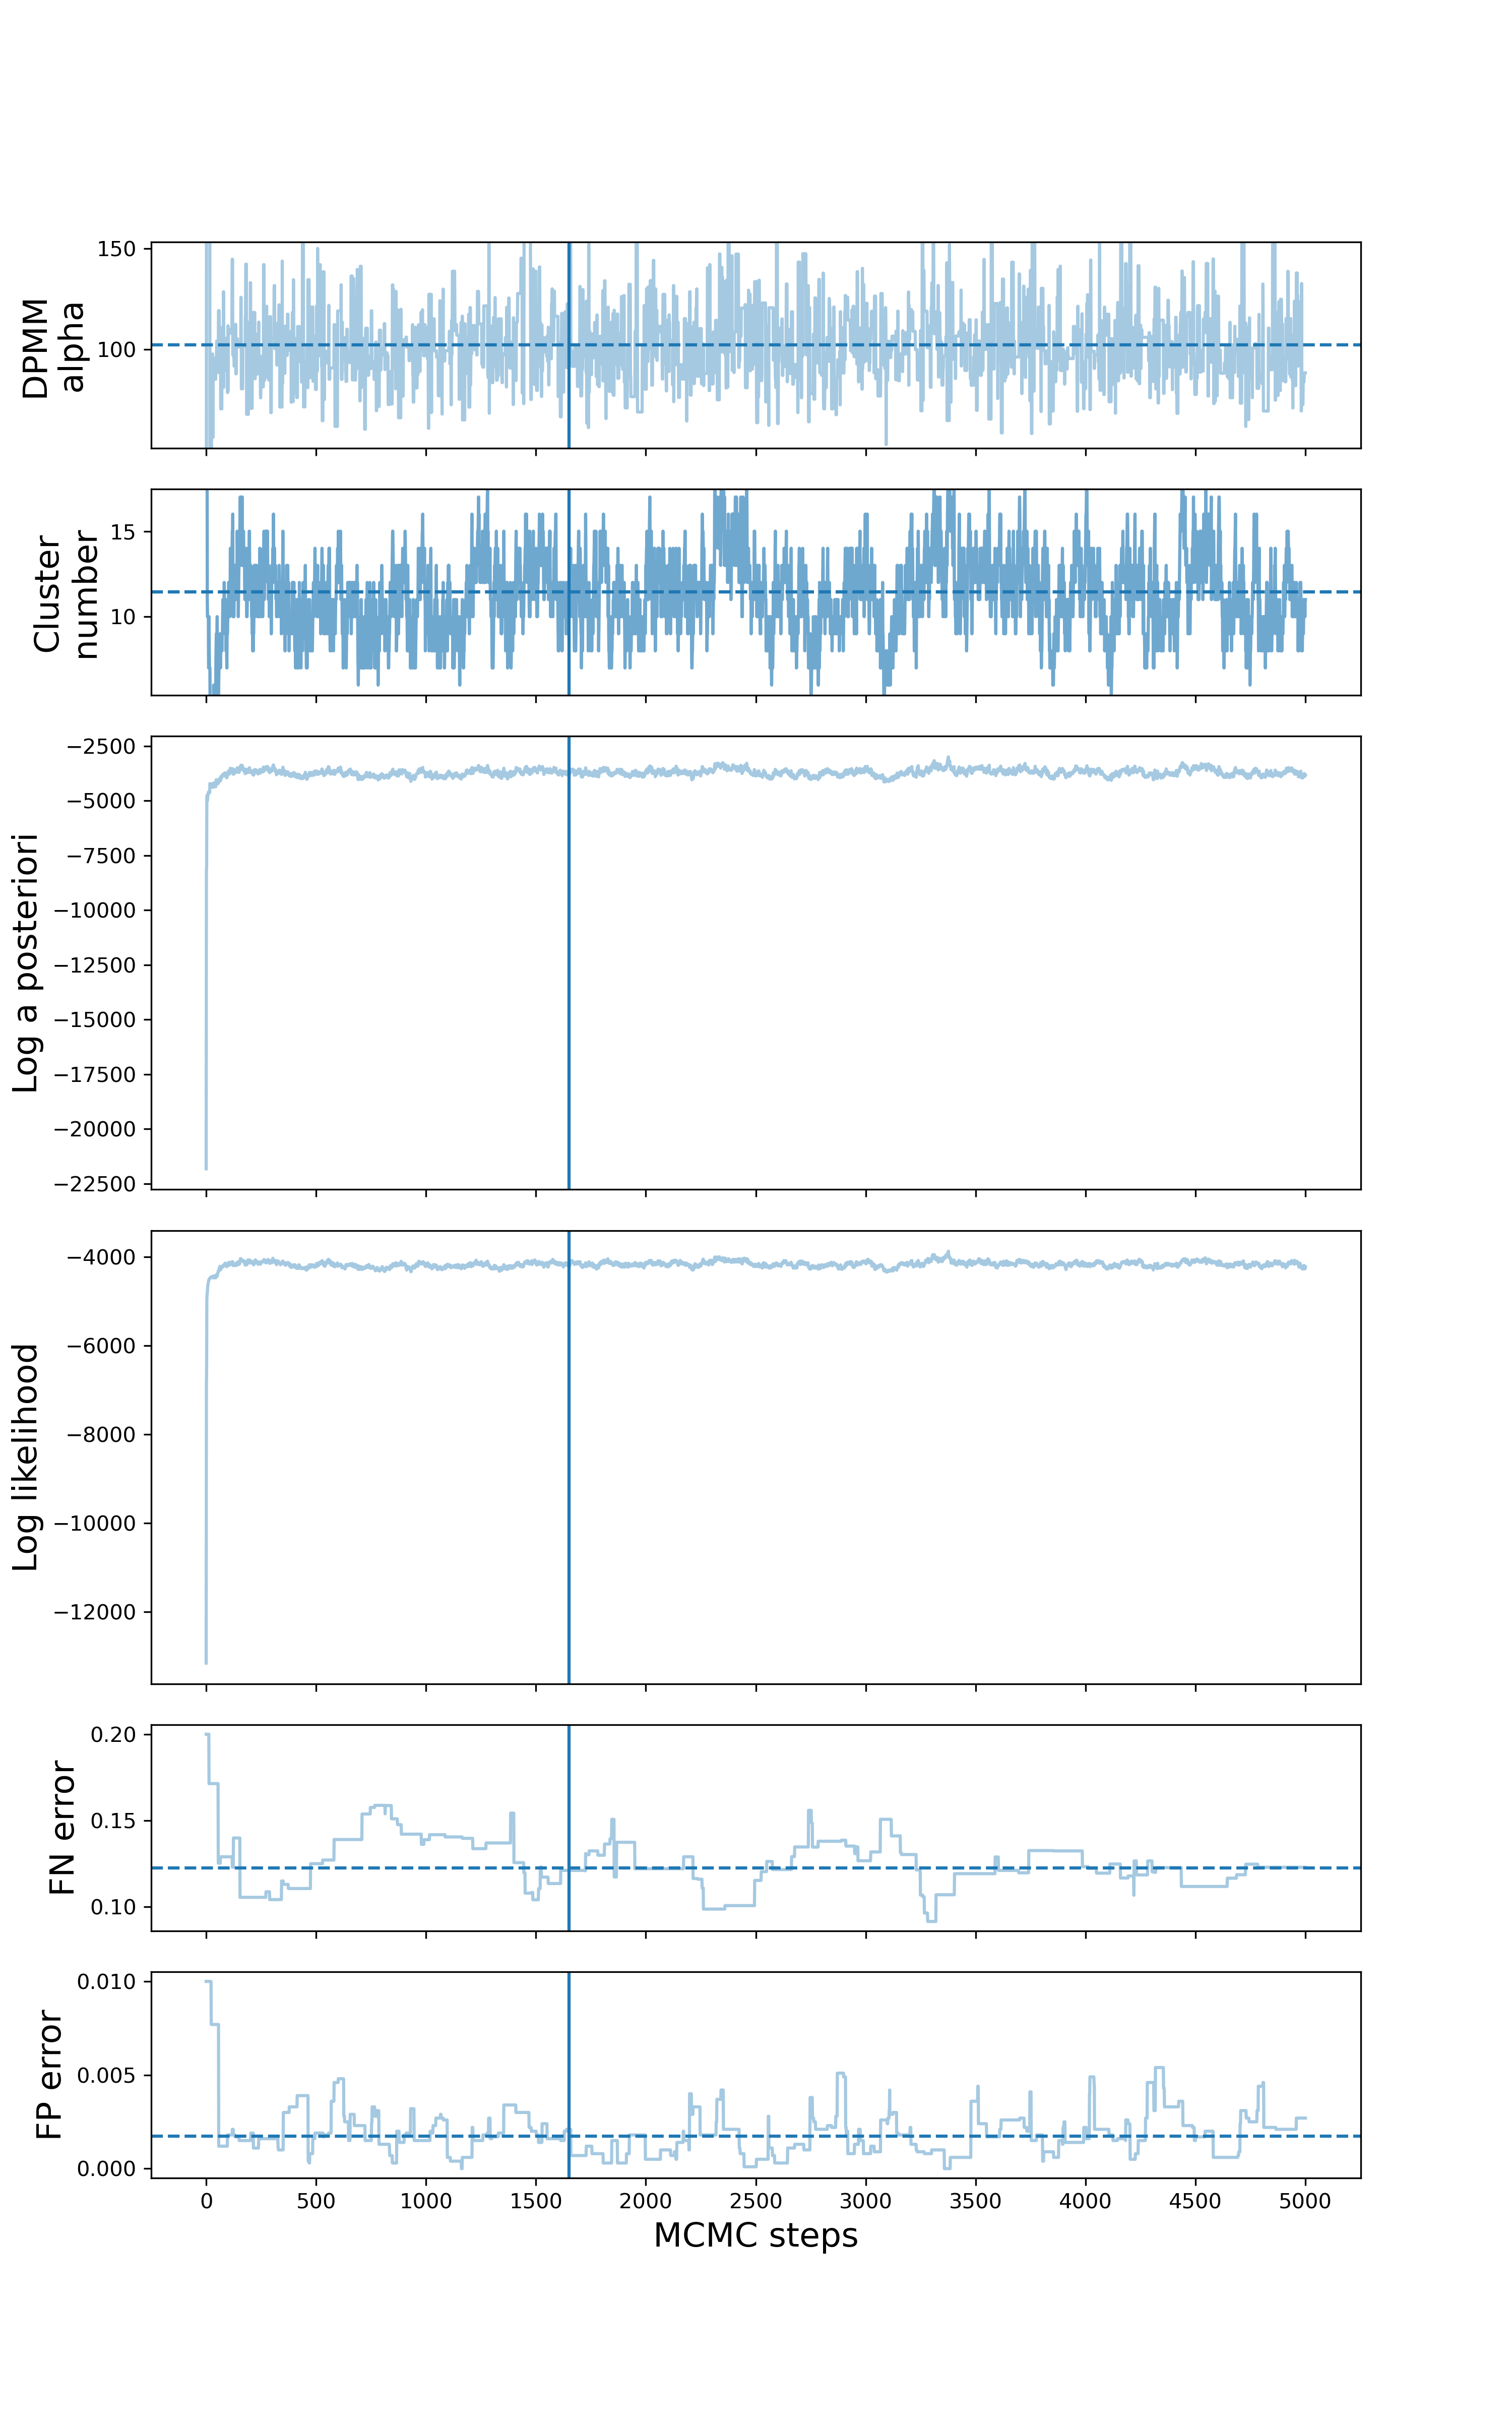 DPMM
alpha
150
100
Cluster
number
15
10
Log a posteriori
−2500
−5000
−7500
−10000
−12500
−15000
−17500
−20000
−22500
Log likelihood
−4000
−6000
−8000
−10000
−12000
FN error
0.20
0.15
0.10
FP error
0.010
0.005
0.000
0 500 1000 1500 2000 2500 3000 3500 4000 4500 5000
MCMC steps